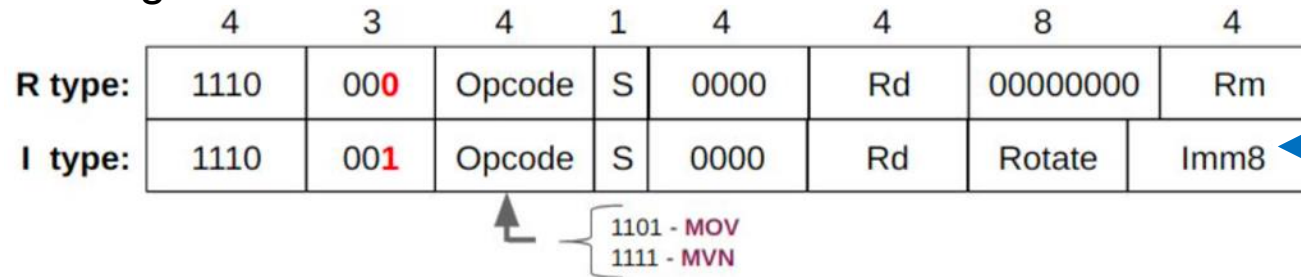 4 3 4 1 4 4 8 4
R type: 1110 000 Opcode S 0000 Rd 00000000 Rm
I type: 1110 001 Opcode S 0000 Rd Rotate Imm8
1101 - MOV
1111 - MVN